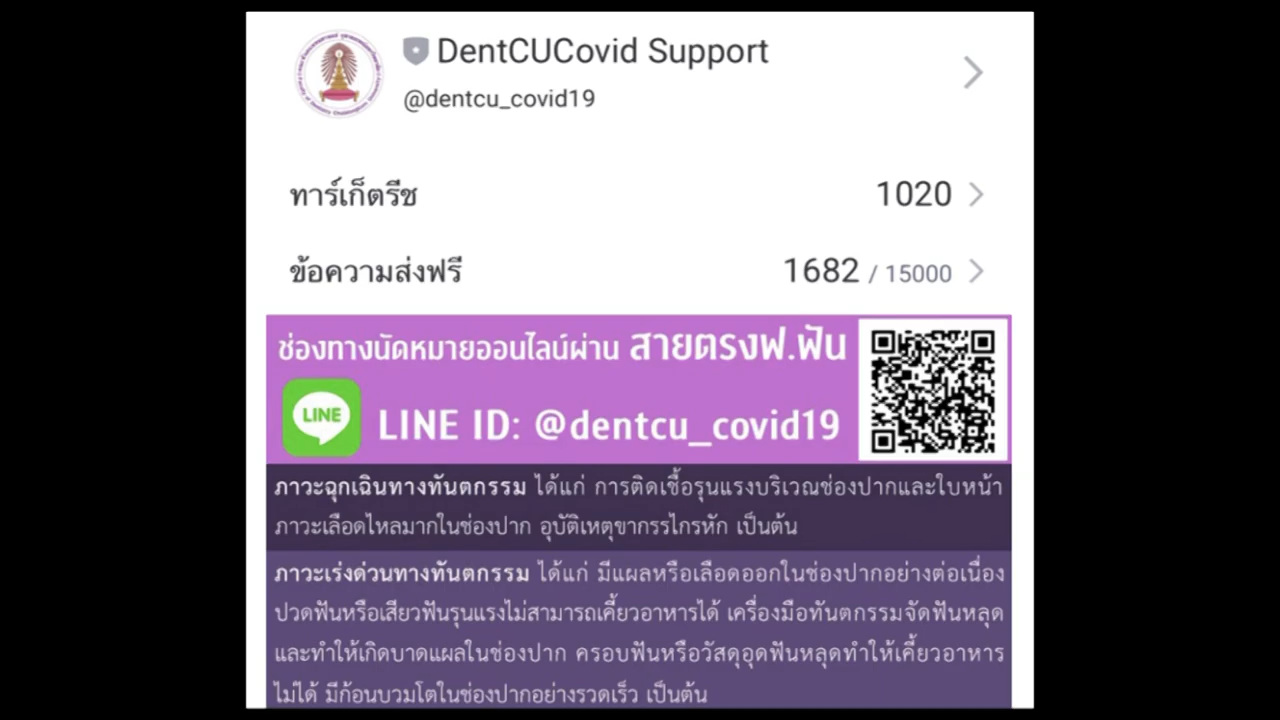 DentCUCovid Support
@dentcu_covid19
ทาร์เก็ตรีช 1020
ข้อความส่งฟรี 1682 / 15000
ช่องทางนัดหมายออนไลน์ผ่าน สายตรงฟ.ฟัน
LINE LINE ID: @dentcu_covid19
ภาวะฉุกเฉินทางทันตกรรม ได้แก่ การติดเชื้อรุนแรงบริเวณช่องปากและใบหน้า
ภาวะเลือดไหลมากในช่องปาก อุบัติเหตุขากรรไกรหัก เป็นต้น
ภาวะเร่งด่วนทางทันตกรรม ได้แก่ มีแผลหรือเลือดออกในช่องปากอย่างต่อเนื่อง
ปวดฟันหรือเสียวฟันรุนแรงไม่สามารถเคี้ยวอาหารได้ เครื่องมือทันตกรรมจัดฟันหลุด
และทำให้เกิดบาดแผลในช่องปาก ครอบฟันหรือวัสดุอุดฟันหลุดทำให้เคี้ยวอาหาร
ไม่ได้ มีก้อนบวมโตในช่องปากอย่างรวดเร็ว เป็นต้น